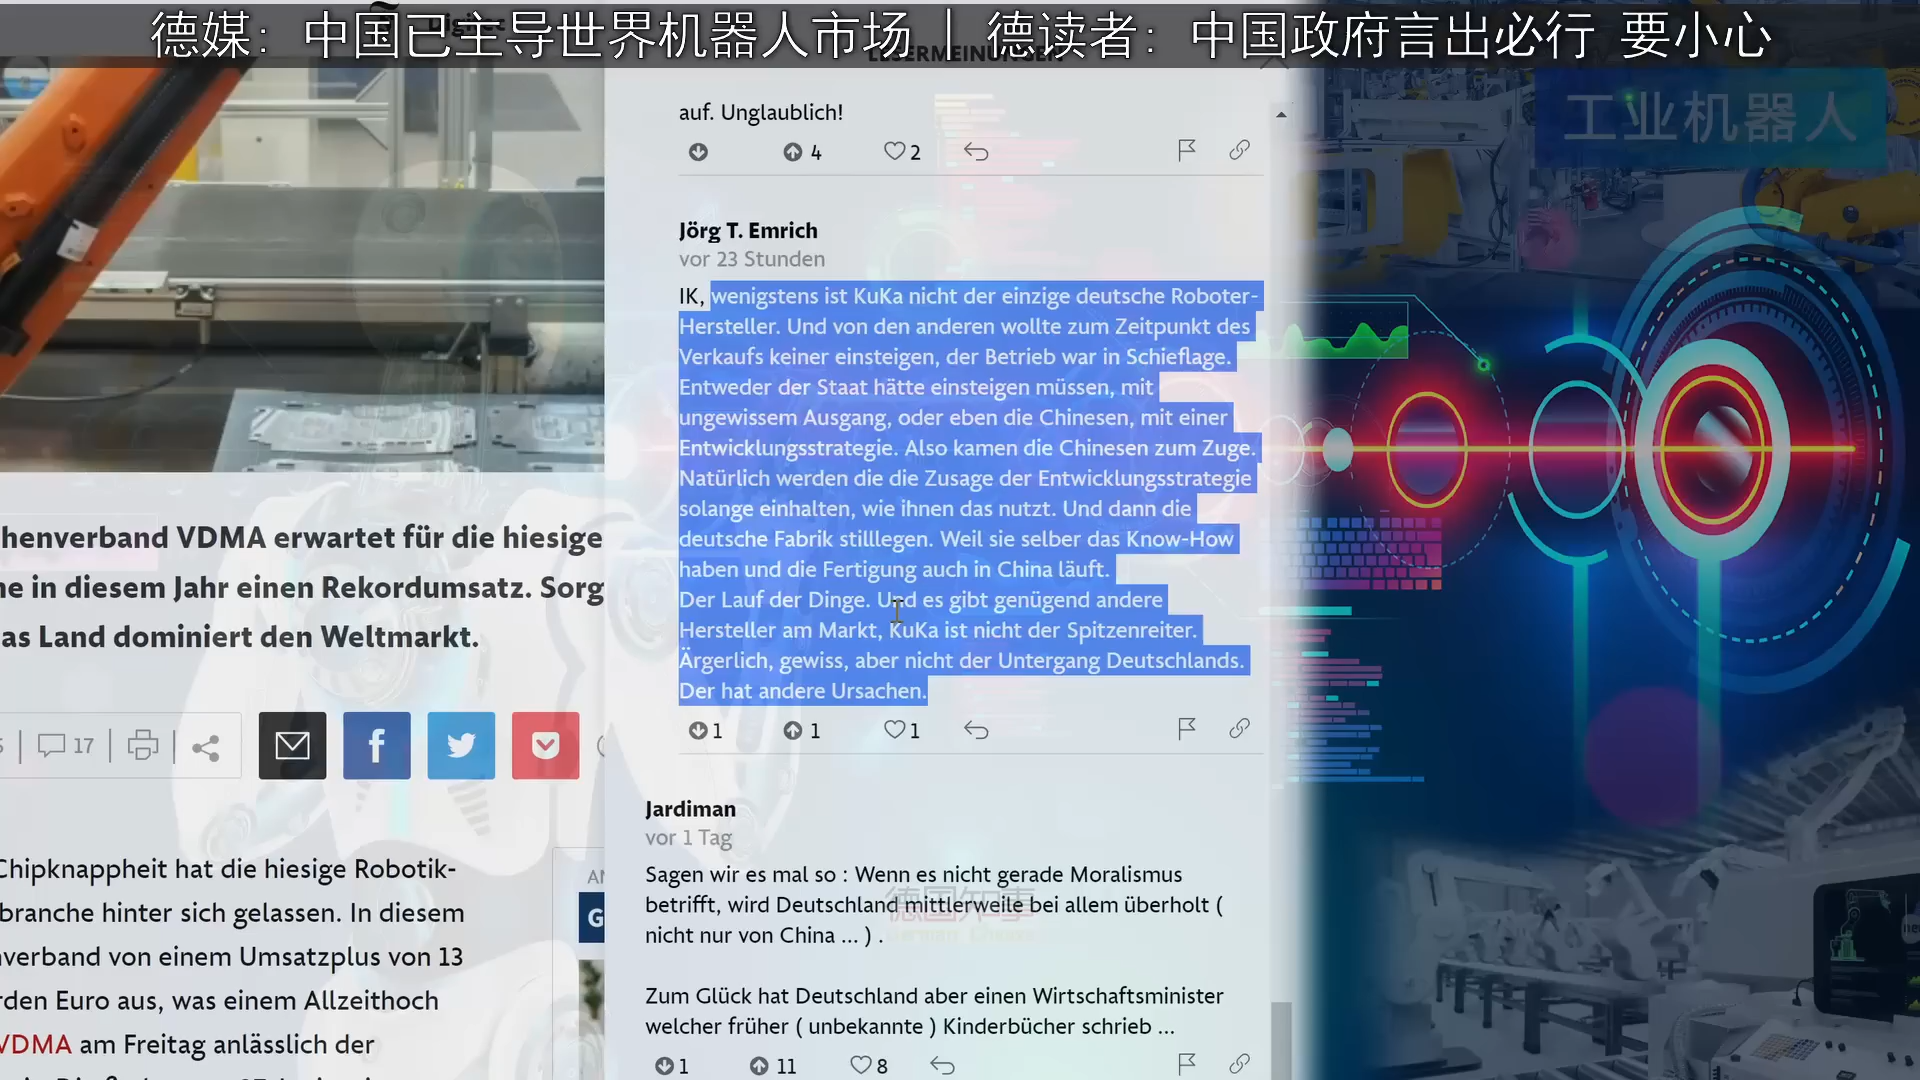 德媒：中国已主导世界机器人市场 | 德读者：中国政府言出必行 要小心
LESERMEINUNGEN
工业机器人
auf. Unglaublich!
4
2
Jörg T. Emrich
vor 23 Stunden
IK, wenigstens ist KuKa nicht der einzige deutsche Roboter-
Hersteller. Und von den anderen wollte zum Zeitpunkt des
Verkaufs keiner einsteigen, der Betrieb war in Schieflage.
Entweder der Staat hätte einsteigen müssen, mit
ungewissem Ausgang, oder eben die Chinesen, mit einer
Entwicklungsstrategie. Also kamen die Chinesen zum Zuge.
Natürlich werden die die Zusage der Entwicklungsstrategie
solange einhalten, wie ihnen das nutzt. Und dann die
deutsche Fabrik stilllegen. Weil sie selber das Know-How
haben und die Fertigung auch in China läuft.
Der Lauf der Dinge. Und es gibt genügend andere
Hersteller am Markt, KuKa ist nicht der Spitzenreiter.
Ärgerlich, gewiss, aber nicht der Untergang Deutschlands.
Der hat andere Ursachen.
1
1
1
Jardiman
vor 1 Tag
Sagen wir es mal so : Wenn es nicht gerade Moralismus
betrifft, wird Deutschland mittlerweile bei allem überholt (
nicht nur von China ... ) .
Zum Glück hat Deutschland aber einen Wirtschaftsminister
welcher früher ( unbekannte ) Kinderbücher schrieb ...
1
11
8
德国知事
henverband VDMA erwartet für die hiesige
ne in diesem Jahr einen Rekordumsatz. Sorg
as Land dominiert den Weltmarkt.
17
Chipknappheit hat die hiesige Robotik-
branche hinter sich gelassen. In diesem
verband von einem Umsatzplus von 13
rden Euro aus, was einem Allzeithoch
VDMA am Freitag anlässlich der
AN
G